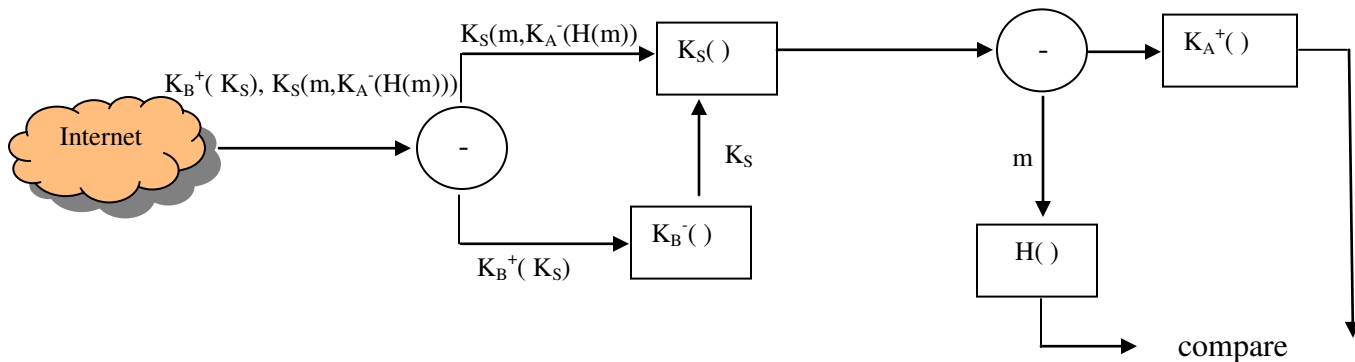 K_S(m,K_A^-(H(m))
K_S( )
-
K_A^+( )
K_B^+( K_S), K_S(m,K_A^-(H(m)))
Internet
-
K_S
m
K_B^-( )
H( )
K_B^+( K_S)
compare